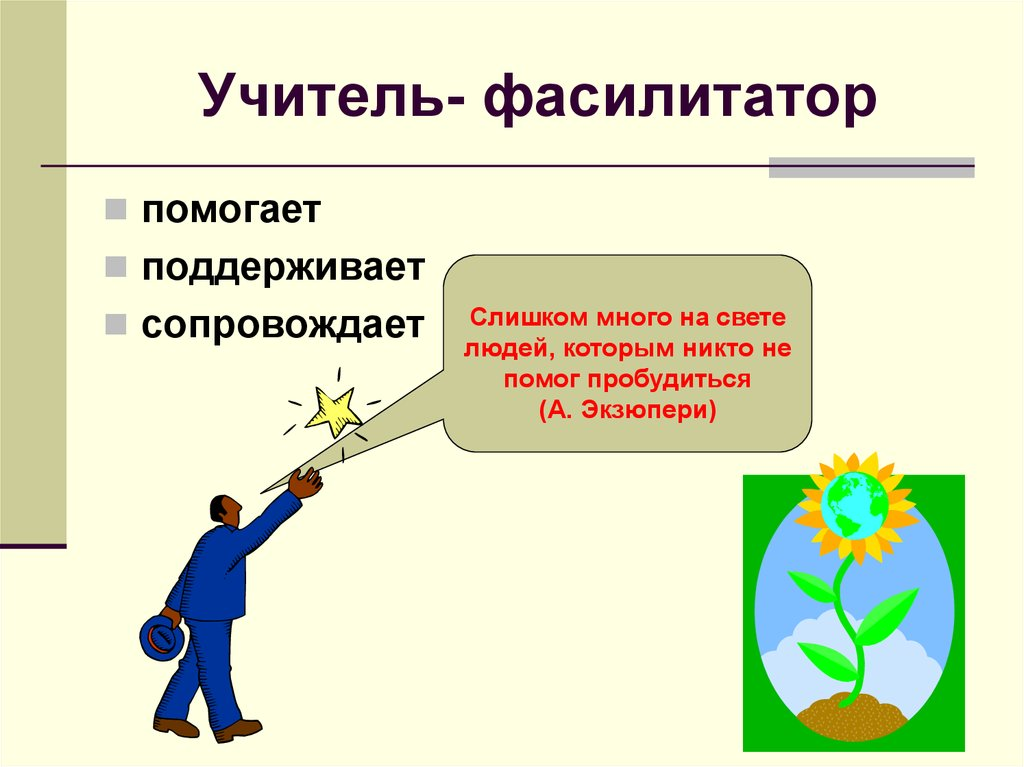 Учитель- фасилитатор
помогает
поддерживает
сопровождает
Слишком много на свете
людей, которым никто не
помог пробудиться
(А. Экзюпери)